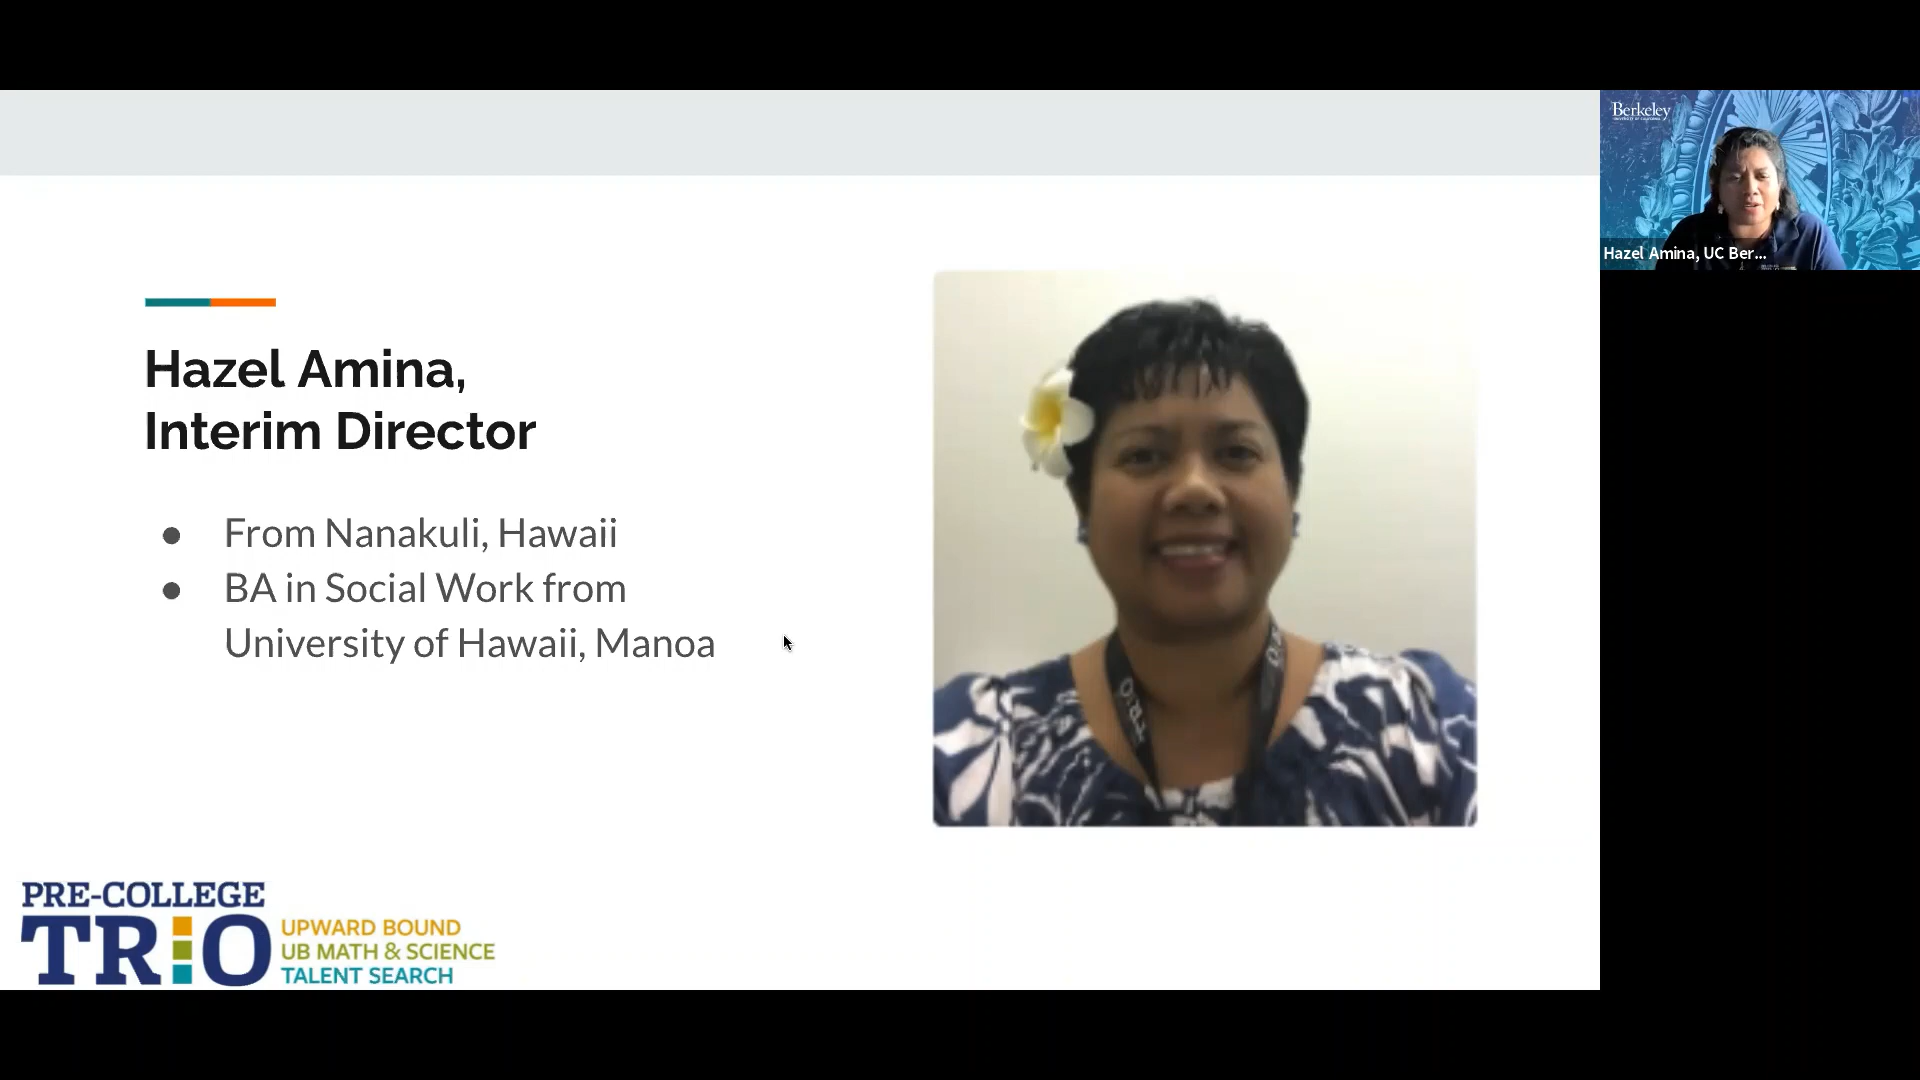 Hazel Amina,
Interim Director
● From Nanakuli, Hawaii
● BA in Social Work from
University of Hawaii, Manoa
TRiO
PRE-COLLEGE
TRIO
UPWARD BOUND
UB MATH & SCIENCE
TALENT SEARCH
Berkeley
Hazel Amina, UC Ber...